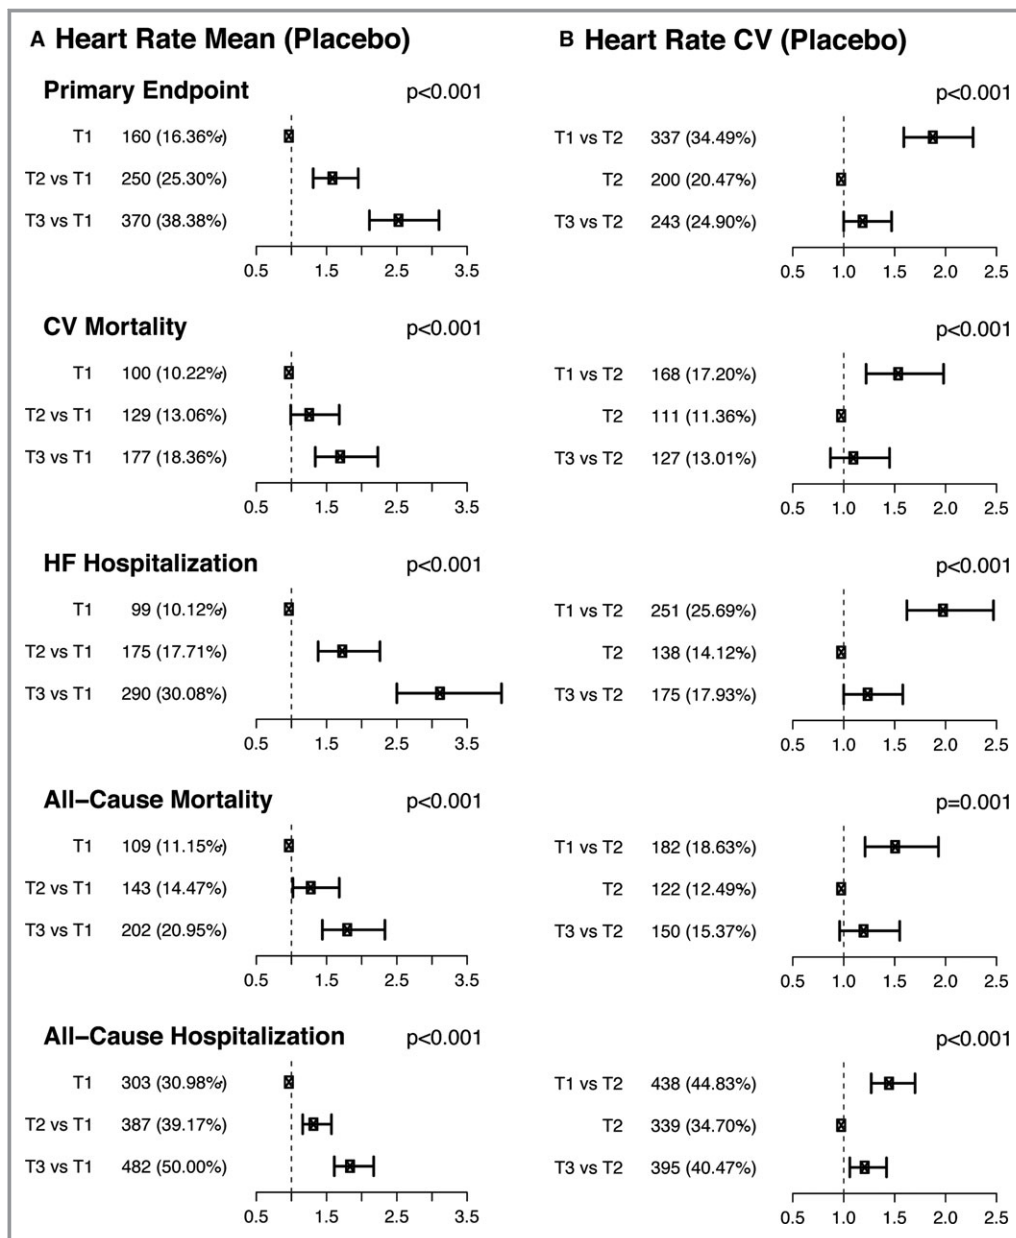 A Heart Rate Mean (Placebo)
Primary Endpoint p<0.001
T1 160 (16.36%)
T2 vs T1 250 (25.30%)
T3 vs T1 370 (38.38%)
0.5 1.5 2.5 3.5
CV Mortality p<0.001
T1 100 (10.22%)
T2 vs T1 129 (13.06%)
T3 vs T1 177 (18.36%)
0.5 1.5 2.5 3.5
HF Hospitalization p<0.001
T1 99 (10.12%)
T2 vs T1 175 (17.71%)
T3 vs T1 290 (30.08%)
0.5 1.5 2.5 3.5
All-Cause Mortality p<0.001
T1 109 (11.15%)
T2 vs T1 143 (14.47%)
T3 vs T1 202 (20.95%)
0.5 1.5 2.5 3.5
All-Cause Hospitalization p<0.001
T1 303 (30.98%)
T2 vs T1 387 (39.17%)
T3 vs T1 482 (50.00%)
0.5 1.5 2.5 3.5
B Heart Rate CV (Placebo)
p<0.001
T1 vs T2 337 (34.49%)
T2 200 (20.47%)
T3 vs T2 243 (24.90%)
0.5 1.0 1.5 2.0 2.5
p<0.001
T1 vs T2 168 (17.20%)
T2 111 (11.36%)
T3 vs T2 127 (13.01%)
0.5 1.0 1.5 2.0 2.5
p<0.001
T1 vs T2 251 (25.69%)
T2 138 (14.12%)
T3 vs T2 175 (17.93%)
0.5 1.0 1.5 2.0 2.5
p=0.001
T1 vs T2 182 (18.63%)
T2 122 (12.49%)
T3 vs T2 150 (15.37%)
0.5 1.0 1.5 2.0 2.5
p<0.001
T1 vs T2 438 (44.83%)
T2 339 (34.70%)
T3 vs T2 395 (40.47%)
0.5 1.0 1.5 2.0 2.5